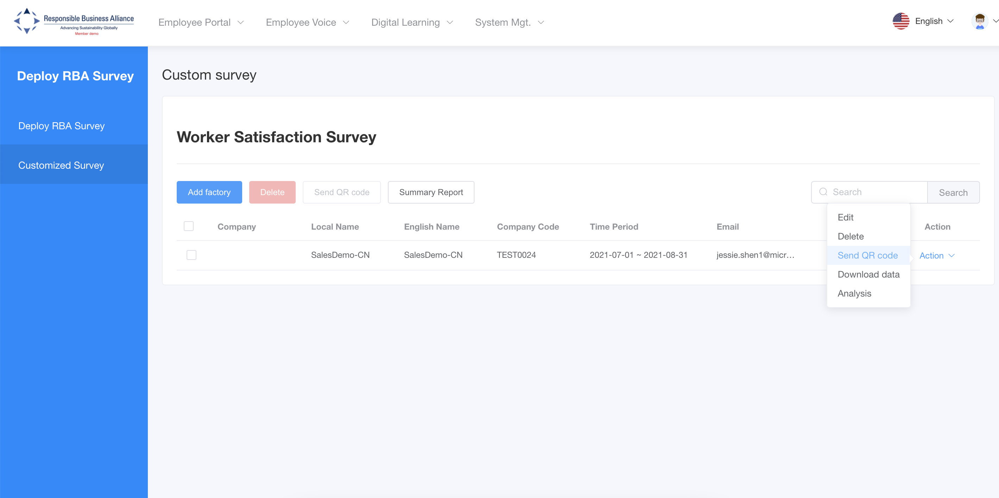 Responsible Business Alliance
Advancing Sustainability Globally
Member demo
Employee Portal
Employee Voice
Digital Learning
System Mgt.
English
Deploy RBA Survey
Deploy RBA Survey
Customized Survey
Custom survey
Worker Satisfaction Survey
Add factory
Delete
Send QR code
Summary Report
Search
Search
Company
Local Name
English Name
Company Code
Time Period
Email
Action
SalesDemo-CN
SalesDemo-CN
TEST0024
2021-07-01 ~ 2021-08-31
jessie.shen1@micr...
Action
Edit
Delete
Send QR code
Download data
Analysis